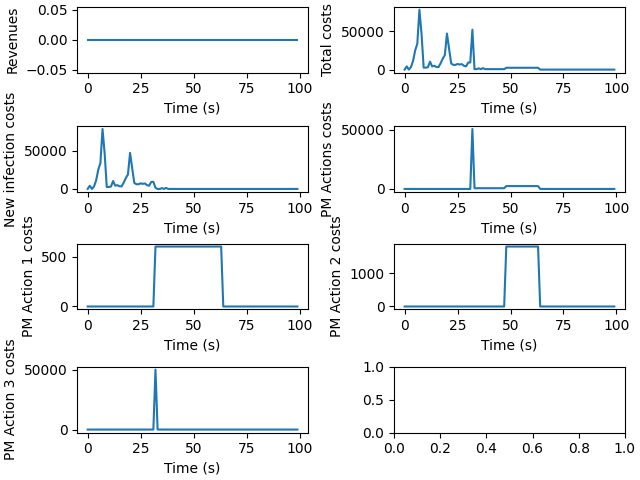 Revenues
0.05
0.00
−0.05
0 25 50 75 100
Time (s)
Total costs
50000
0
0 25 50 75 100
Time (s)
New infection costs
50000
0
0 25 50 75 100
Time (s)
PM Actions costs
50000
0
0 25 50 75 100
Time (s)
PM Action 1 costs
500
0
0 25 50 75 100
Time (s)
PM Action 2 costs
1000
0
0 25 50 75 100
Time (s)
PM Action 3 costs
50000
0
0 25 50 75 100
Time (s)
1.0
0.5
0.0
0.0 0.2 0.4 0.6 0.8 1.0